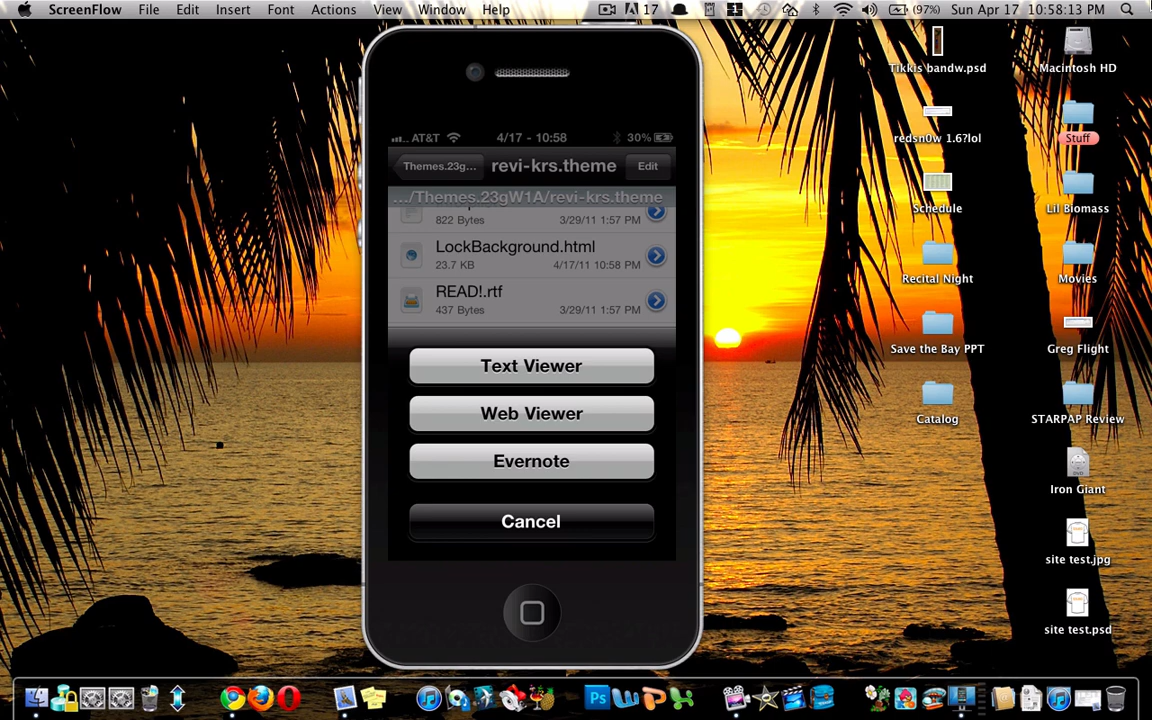 ScreenFlow File Edit Insert Font Actions View Window Help 17 1 (97%) Sun Apr 17 10:58:13 PM
Tikkis bandw.psd
Macintosh HD
redsn0w 1.6?lol
Stuff
Schedule
Lil Biomass
Recital Night
Movies
Save the Bay PPT
Greg Flight
Catalog
STARPAP Review
Iron Giant
site test.jpg
site test.psd
AT&T 4/17 - 10:58 30%
Themes.23g... revi-krs.theme Edit
.../Themes.23gW1A/revi-krs.theme
822 Bytes 3/29/11 1:57 PM
LockBackground.html
23.7 KB 4/17/11 10:58 PM
READ!.rtf
437 Bytes 3/29/11 1:57 PM
Text Viewer
Web Viewer
Evernote
Cancel
Ps